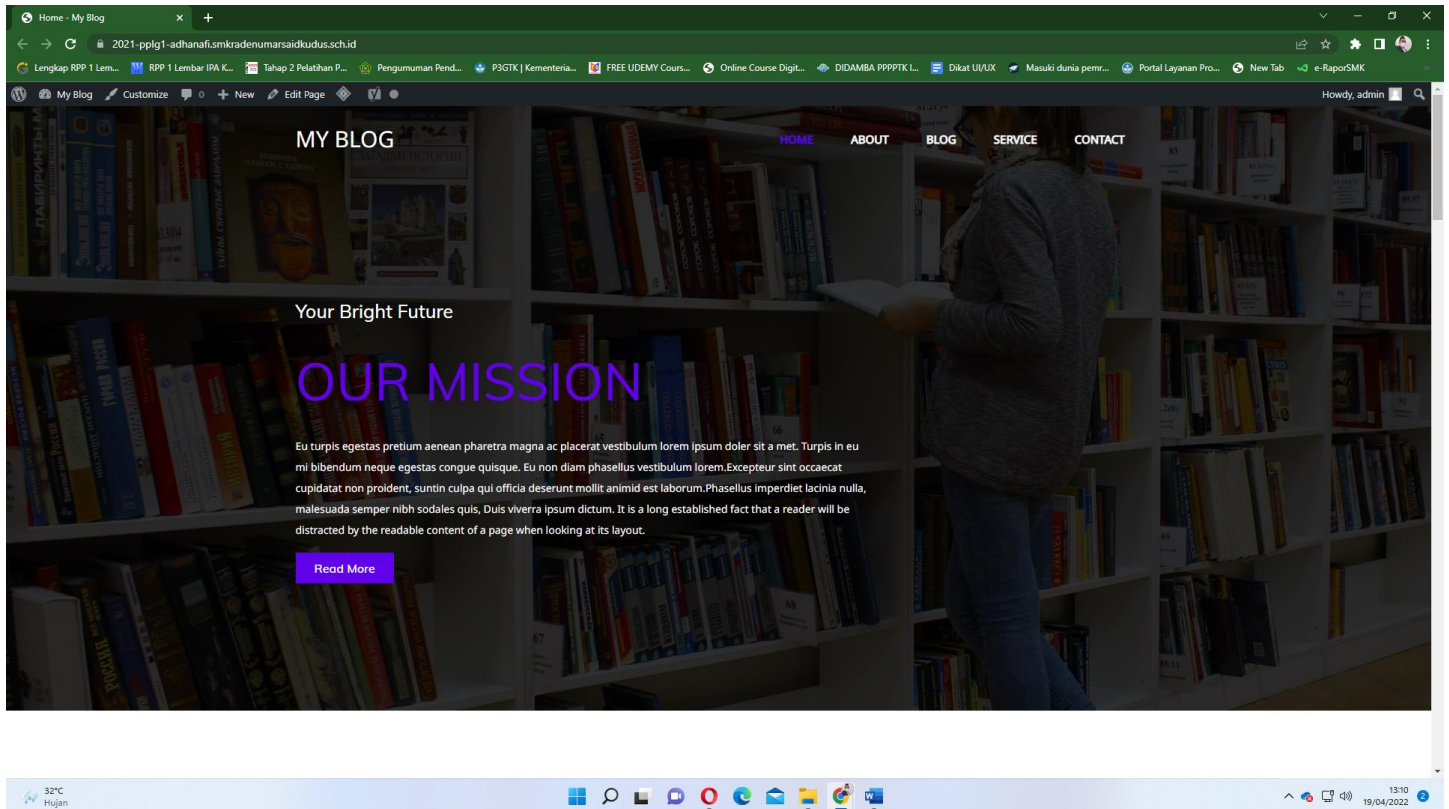 Home - My Blog
2021-pplg1-adhanafi.smkradenumarsaidkudus.sch.id
Lengkap RPP 1 Lem... RPP 1 Lembar IPA K... Tahap 2 Pelatihan P... Pengumuman Pend... P3GTK | Kementeria... FREE UDEMY Cours... Online Course Digit... DIDAMBA PPPPTK I... Dikat UI/UX Masuki dunia pemr... Portal Layanan Pro... New Tab e-RaporSMK
My Blog Customize 0 New Edit Page Howdy, admin
MY BLOG HOME ABOUT BLOG SERVICE CONTACT
Your Bright Future
OUR MISSION
Eu turpis egestas pretium aenean pharetra magna ac placerat vestibulum lorem ipsum doler sit a met. Turpis in eu
mi bibendum neque egestas congue quisque. Eu non diam phasellus vestibulum lorem.Excepteur sint occaecat
cupidatat non proident, suntin culpa qui officia deserunt mollit animid est laborum.Phasellus imperdiet lacinia nulla,
malesuada semper nibh sodales quis, Duis viverra ipsum dictum. It is a long established fact that a reader will be
distracted by the readable content of a page when looking at its layout.
Read More
66
67
68
32°C
Hujan
13:10
19/04/2022
2